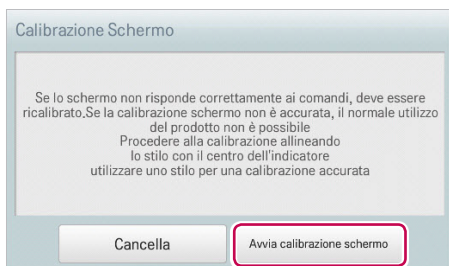 Calibrazione Schermo
Se lo schermo non risponde correttamente ai comandi, deve essere
ricalibrato.Se la calibrazione schermo non è accurata, il normale utilizzo
del prodotto non è possibile
Procedere alla calibrazione allineando
lo stilo con il centro dell'indicatore
utilizzare uno stilo per una calibrazione accurata
Cancella
Avvia calibrazione schermo